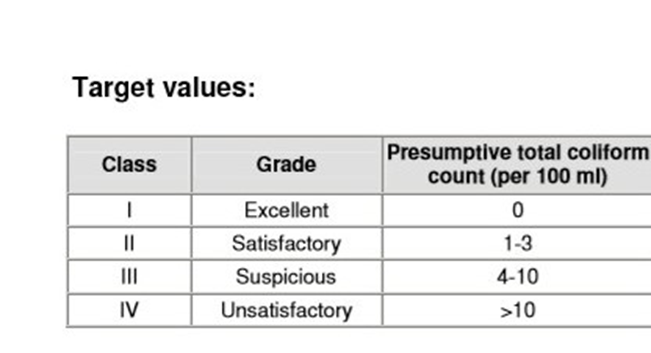 Target values:
Class Grade Presumptive total coliform
count (per 100 ml)
I Excellent 0
II Satisfactory 1-3
III Suspicious 4-10
IV Unsatisfactory >10